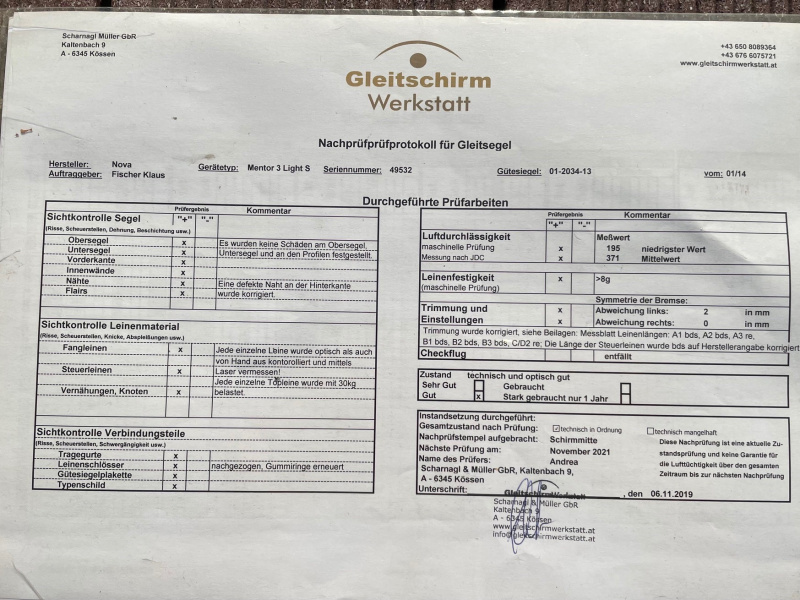 Scharnagl Müller GbR
Kaltenbach 9
A - 6345 Kössen
+43 650 8089364
+43 676 6075721
www.gleitschirmwerkstatt.at
Gleitschirm
Werkstatt
Nachprüfprüfprotokoll für Gleitsegel
Hersteller: Nova Gerätetyp: Mentor 3 Light S Seriennummer: 49532 Gütesiegel: 01-2034-13 vom: 01/14
Auftraggeber: Fischer Klaus
Durchgeführte Prüfarbeiten
Prüfergebnis Kommentar
Sichtkontrolle Segel "+" "-"
(Risse, Scheuerstellen, Dehnung, Beschichtung usw.)
Obersegel x Es wurden keine Schäden am Obersegel,
Untersegel x Untersegel und an den Profilen festgestellt.
Vorderkante x
Innenwände x
Nähte x Eine defekte Naht an der Hinterkante
Flairs x wurde korrigiert.
Sichtkontrolle Leinenmaterial
(Risse, Scheuerstellen, Knicke, Abspleißungen usw.)
Fangleinen x Jede einzelne Leine wurde optisch als auch
von Hand aus kontorolliert und mittels
Steuerleinen x Laser vermessen!
Jede einzelne Topleine wurde mit 30kg
Vernähungen, Knoten x belastet.
Sichtkontrolle Verbindungsteile
(Risse, Scheuerstellen, Schwergängigkeit usw.)
Tragegurte x
Leinenschlösser x nachgezogen, Gummiringe erneuert
Gütesiegelplakette x
Typenschild x
Prüfergebnis Kommentar
"+" "-"
Luftdurchlässigkeit Meßwert
maschinelle Prüfung x 195 niedrigster Wert
Messung nach JDC x 371 Mittelwert
Leinenfestigkeit x >8g
(maschinelle Prüfung)
Symmetrie der Bremse:
Trimmung und x Abweichung links: 2 in mm
Einstellungen x Abweichung rechts: 0 mm
Trimmung wurde korrigiert, siehe Beilagen: Messblatt Leinenlängen: A1 bds, A2 bds, A3 re,
B1 bds, B2 bds, B3 bds, C/D2 re; Die Länge der Steuerleinen wurde bds auf Herstellerangabe korrigiert
Checkflug entfällt
Zustand technisch und optisch gut
Sehr Gut Gebraucht
Gut x Stark gebraucht nur 1 Jahr
Instandsetzung durchgeführt:
Gesamtzustand nach Prüfung: technisch in Ordnung technisch mangelhaft
Nachprüfstempel aufgebracht: Schirmmitte
Nächste Prüfung am: November 2021
Name des Prüfers: Andrea
Scharnagl & Müller GbR, Kaltenbach 9,
A - 6345 Kössen
Diese Nachprüfung ist eine aktuelle Zu-
standsprüfung und keine Garantie für
die Lufttüchtigkeit über den gesamten
Zeitraum bis zur nächsten Nachprüfung
Unterschrift: , den 06.11.2019
GleitschirmWerkstatt
Scharnagl & Müller GbR
Kaltenbach 9
A - 6345 Kössen
www.gleitschirmwerkstatt.at
info@gleitschirmwerkstatt.at